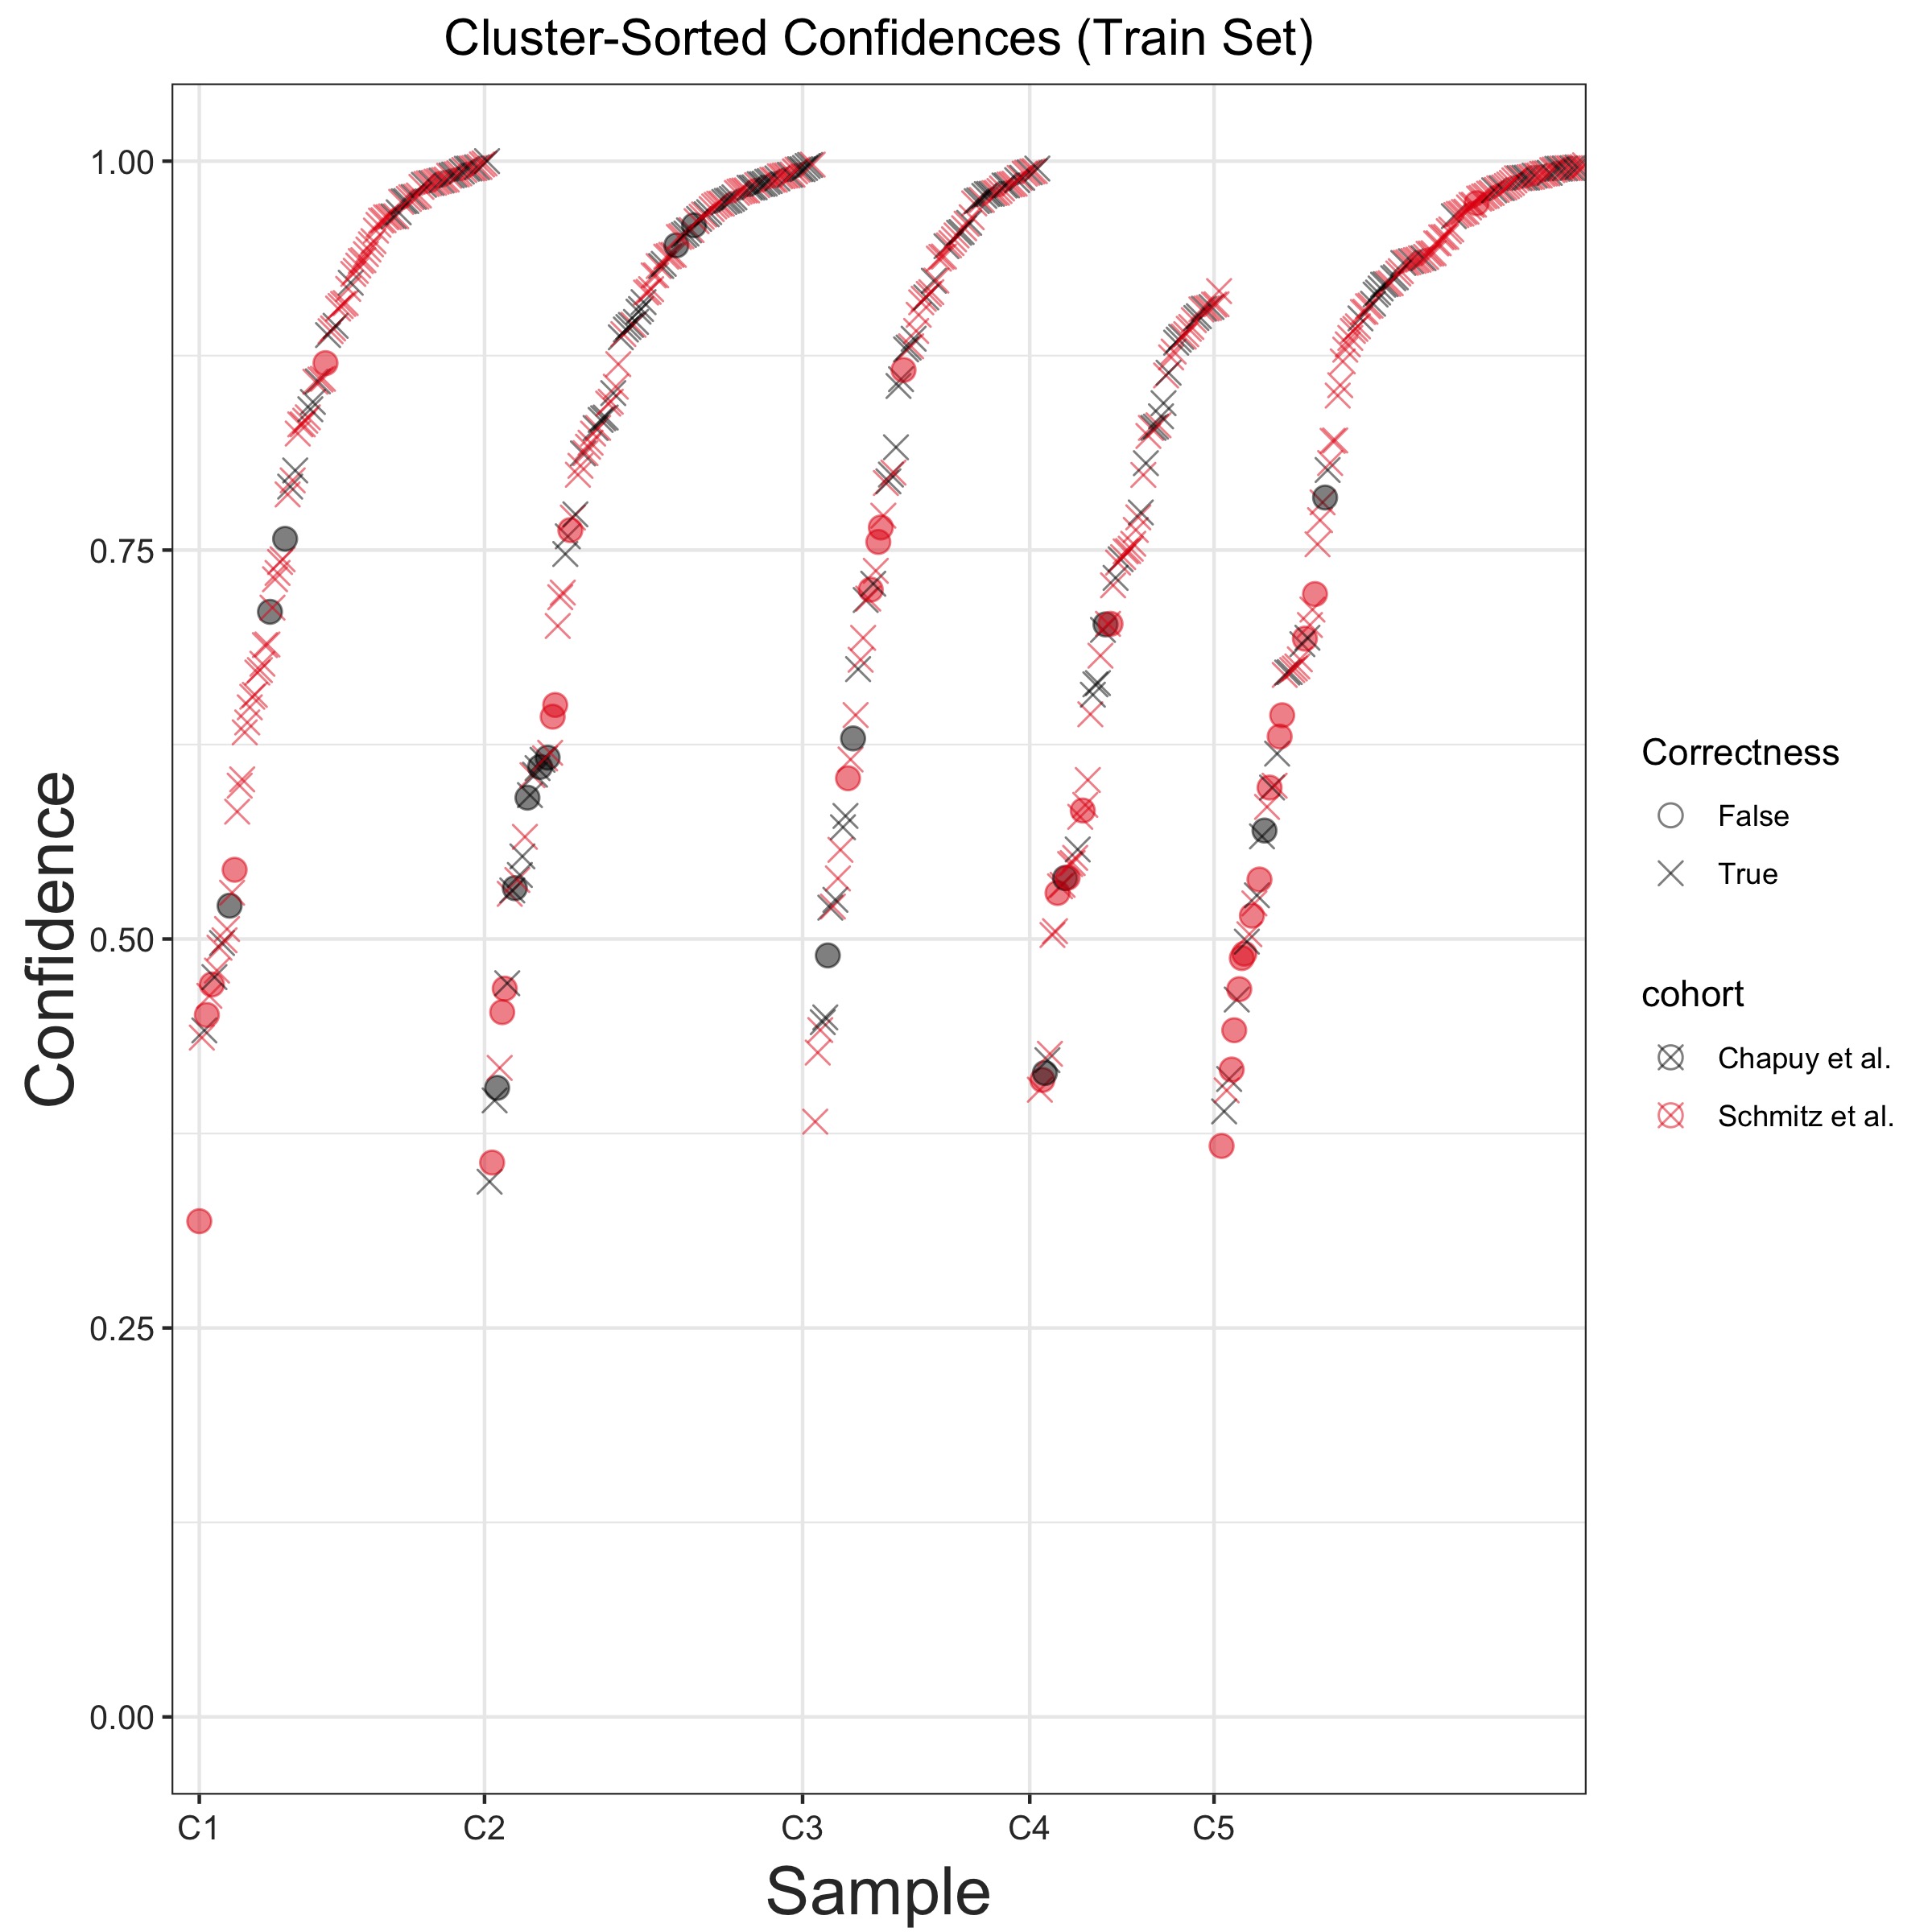 Cluster-Sorted Confidences (Train Set)
Confidence
1.00
0.75
0.50
0.25
0.00
C1 C2 C3 C4 C5
Sample
Correctness
False
True
cohort
Chapuy et al.
Schmitz et al.